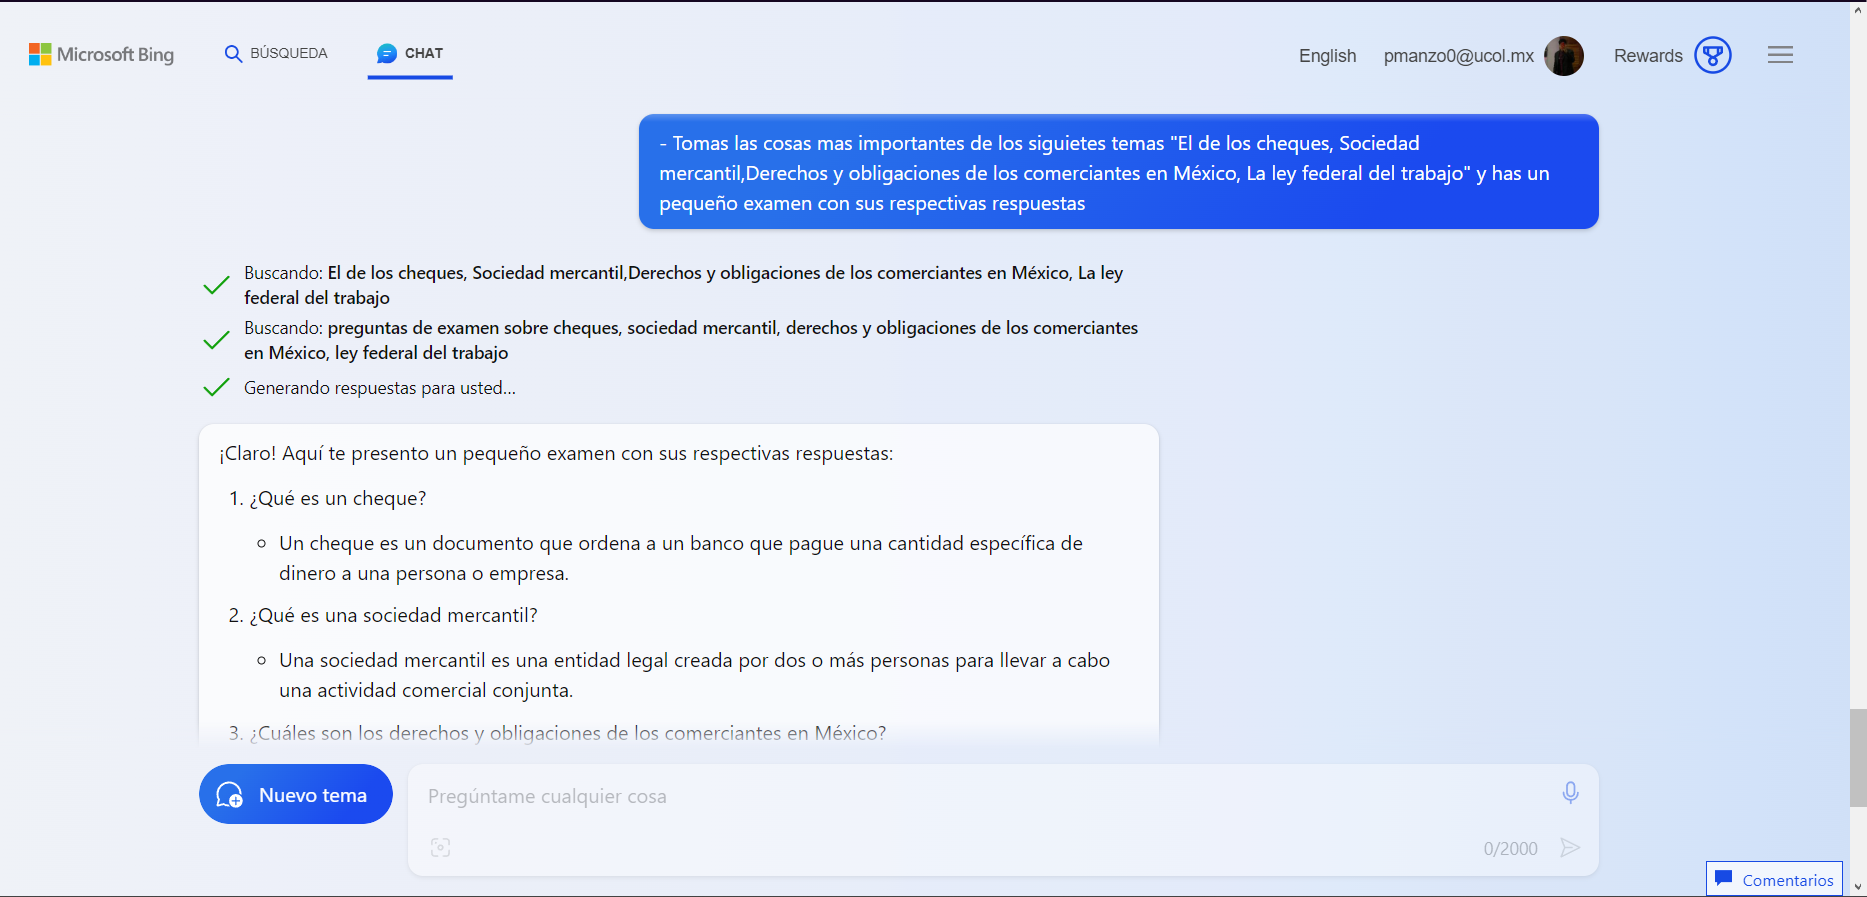 Microsoft Bing
BÚSQUEDA
CHAT
English
pmanzo0@ucol.mx
Rewards
- Tomas las cosas mas importantes de los siguietes temas "El de los cheques, Sociedad
mercantil,Derechos y obligaciones de los comerciantes en México, La ley federal del trabajo" y has un
pequeño examen con sus respectivas respuestas
Buscando: El de los cheques, Sociedad mercantil,Derechos y obligaciones de los comerciantes en México, La ley
federal del trabajo
Buscando: preguntas de examen sobre cheques, sociedad mercantil, derechos y obligaciones de los comerciantes
en México, ley federal del trabajo
Generando respuestas para usted...
¡Claro! Aquí te presento un pequeño examen con sus respectivas respuestas:
1. ¿Qué es un cheque?
Un cheque es un documento que ordena a un banco que pague una cantidad específica de
dinero a una persona o empresa.
2. ¿Qué es una sociedad mercantil?
Una sociedad mercantil es una entidad legal creada por dos o más personas para llevar a cabo
una actividad comercial conjunta.
3. ¿Cuáles son los derechos y obligaciones de los comerciantes en México?
Nuevo tema
Pregúntame cualquier cosa
0/2000
Comentarios